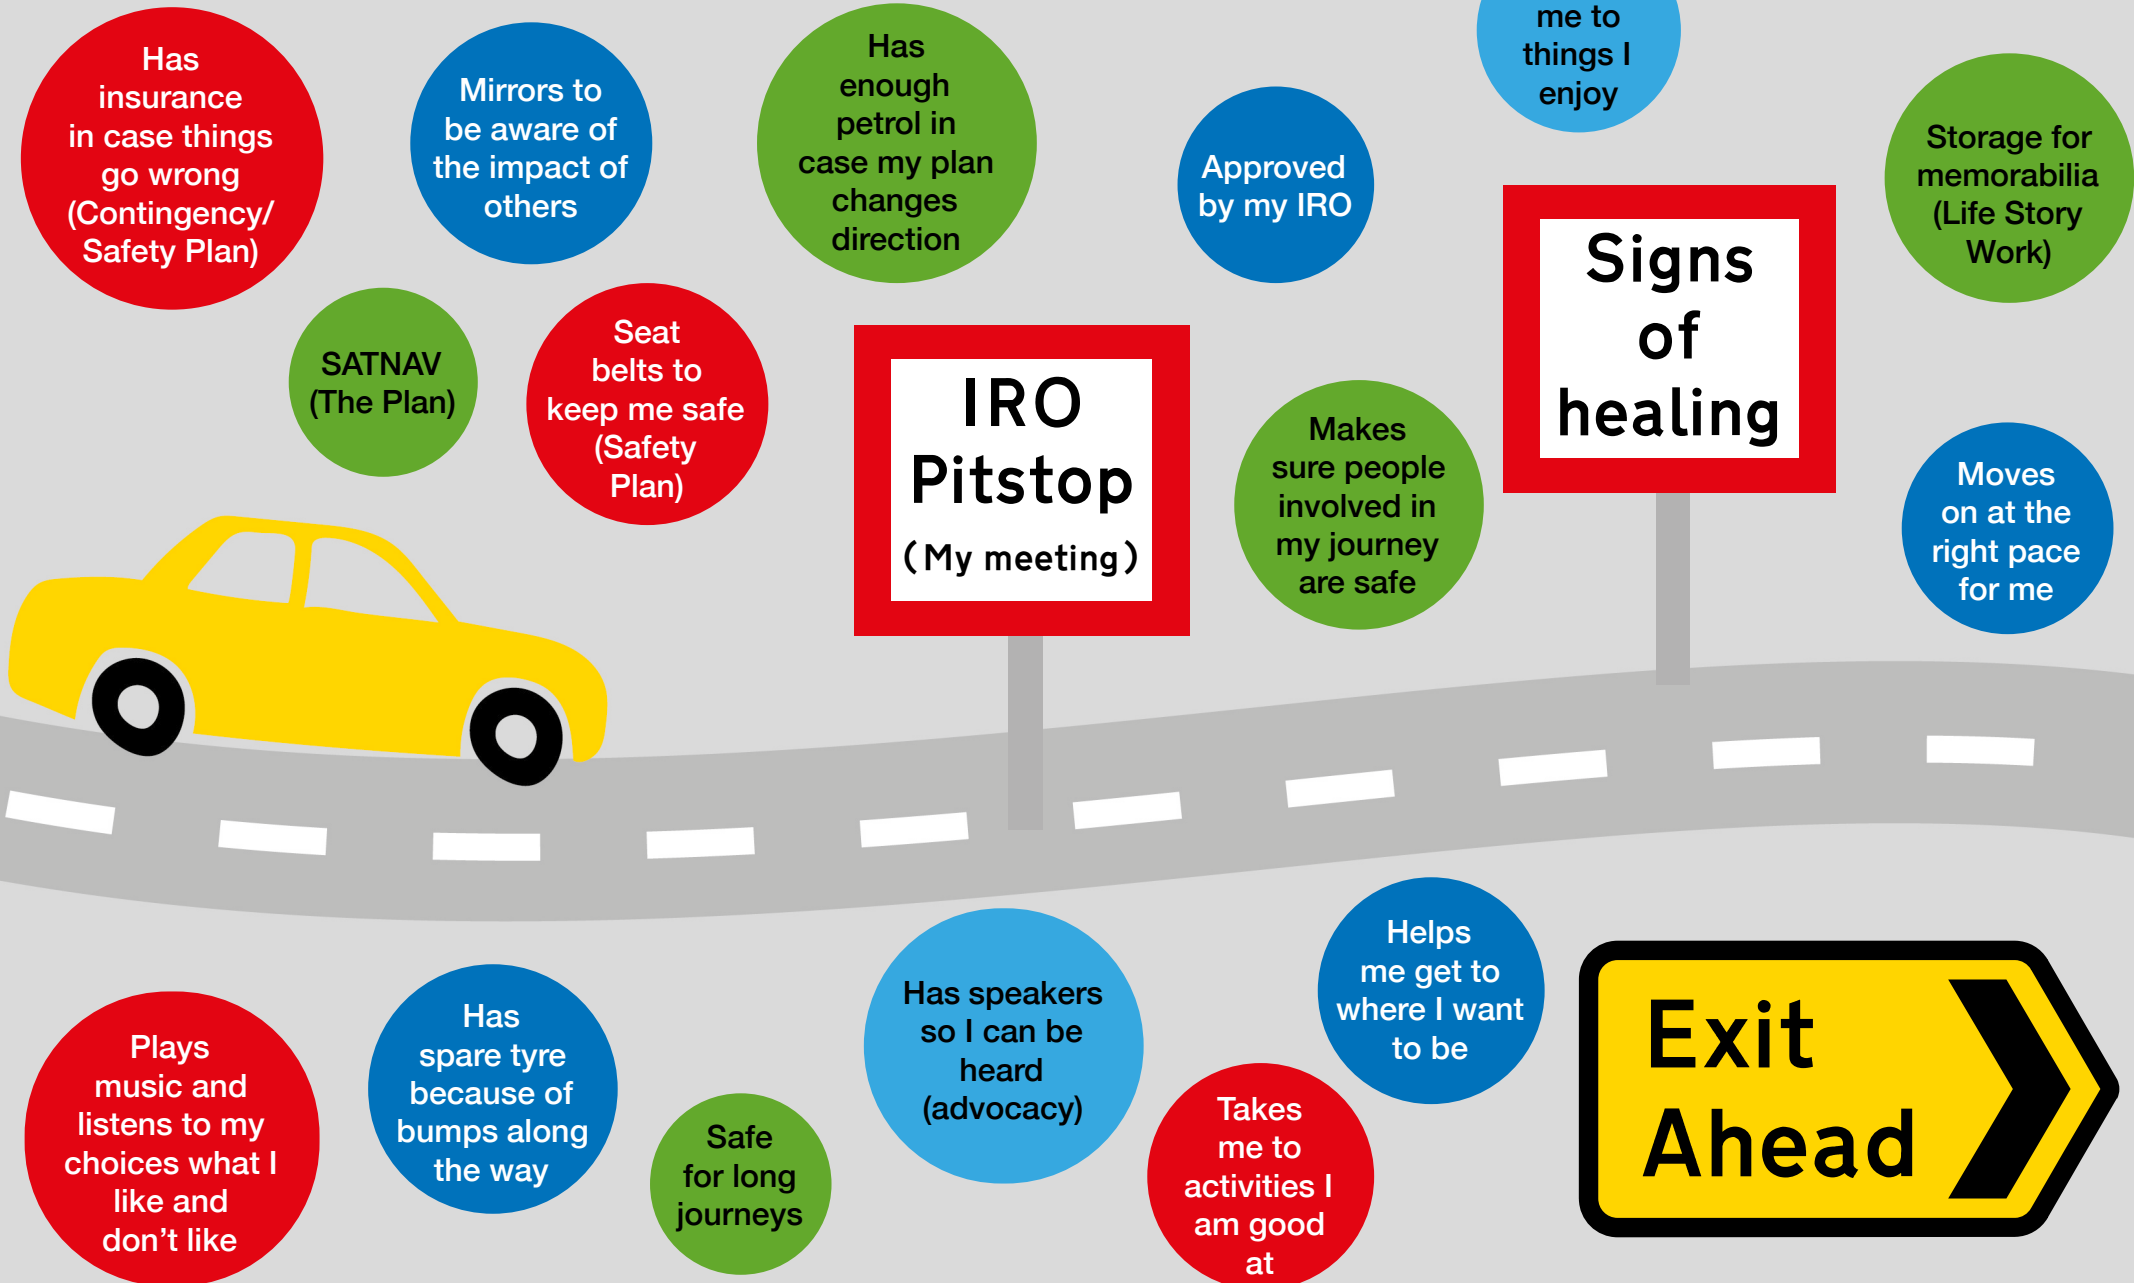 Has
insurance
in case things
go wrong
(Contingency/
Safety Plan)
Mirrors to
be aware of
the impact of
others
Has
enough
petrol in
case my plan
changes
direction
Approved
by my IRO
me to
things I
enjoy
Storage for
memorabilia
(Life Story
Work)
SATNAV
(The Plan)
Seat
belts to
keep me safe
(Safety
Plan)
IRO
Pitstop
(My meeting)
Makes
sure people
involved in
my journey
are safe
Signs
of
healing
Moves
on at the
right pace
for me
Plays
music and
listens to my
choices what I
like and
don't like
Has
spare tyre
because of
bumps along
the way
Safe
for long
journeys
Has speakers
so I can be
heard
(advocacy)
Takes
me to
activities I
am good
at
Helps
me get to
where I want
to be
Exit
Ahead